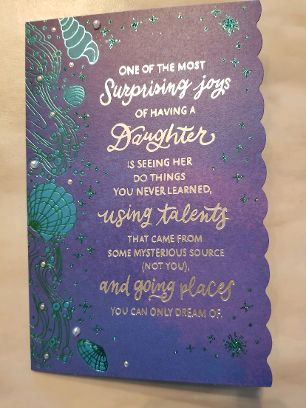 ONE OF THE MOST
Surprising joys
OF HAVING A
Daughter
IS SEEING HER
DO THINGS
YOU NEVER LEARNED,
using talents
THAT CAME FROM
SOME MYSTERIOUS SOURCE
(NOT YOU),
and going places
YOU CAN ONLY DREAM OF.